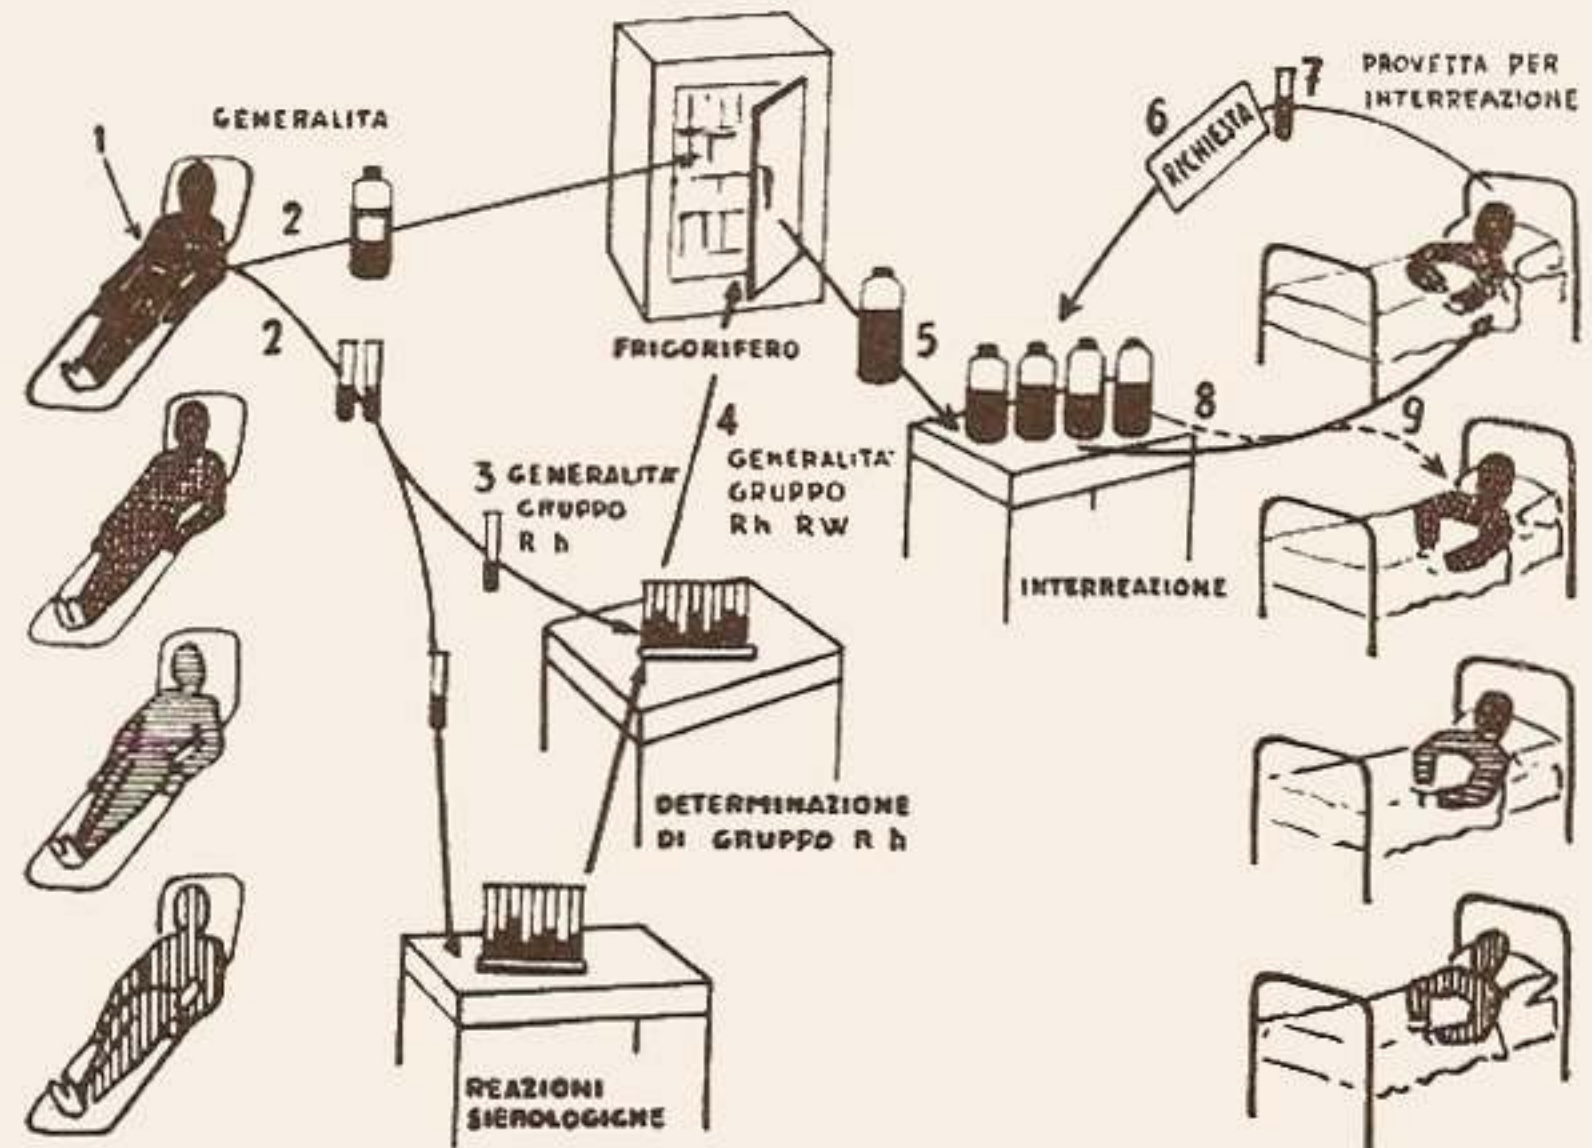 1
GENERALITA
2
2
FRIGORIFERO
3 GENERALITA'
GRUPPO
R h
4
GENERALITA'
GRUPPO
Rh RW
5
6
RICHIESTA
7
PROVETTA PER
INTERREAZIONE
8
9
INTERREAZIONE
DETERMINAZIONE
DI GRUPPO R h
REAZIONI
SIEROLOGICHE